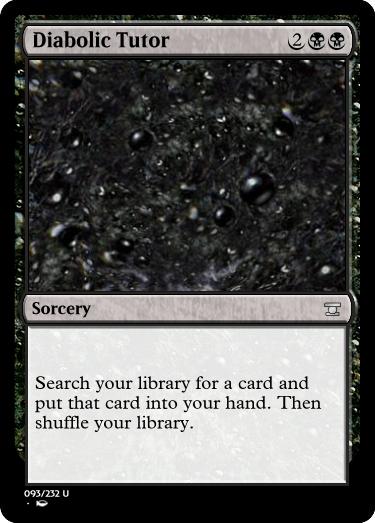 Diabolic Tutor 2
Sorcery
Search your library for a card and
put that card into your hand. Then
shuffle your library.
093/232 U